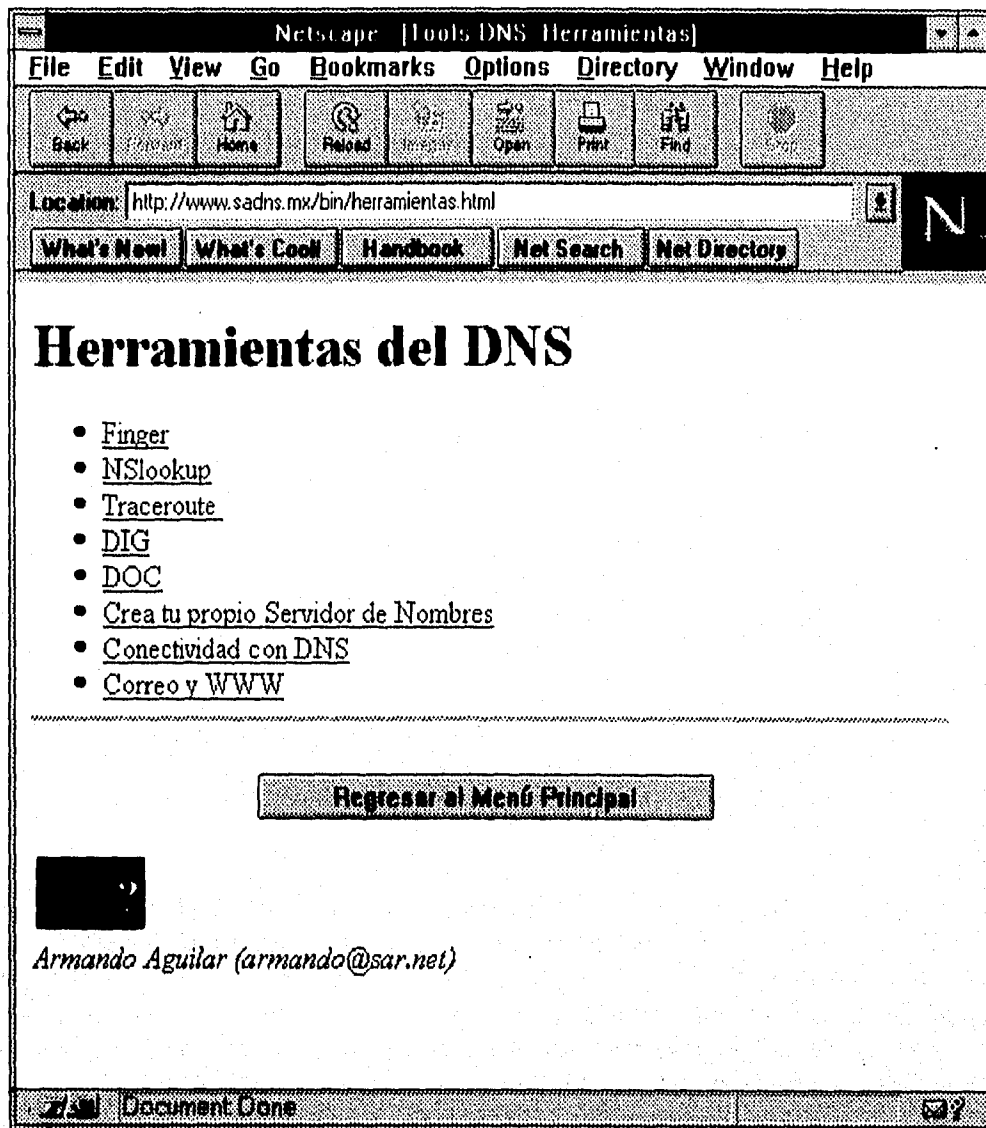 Netscape [Tools DNS Herramientas]
File Edit View Go Bookmarks Options Directory Window Help
Back Forward Home Reload Images Open Print Find Stop
Location: http://www.sadns.mx/bin/herramientas.html
What's New! What's Cool! Handbook Net Search Net Directory
N
Herramientas del DNS
• Finger
• NSlookup
• Traceroute
• DIG
• DOC
• Crea tu propio Servidor de Nombres
• Conectividad con DNS
• Correo y WWW
Regresar al Menú Principal
?
Armando Aguilar (armando@sar.net)
Document: Done
?